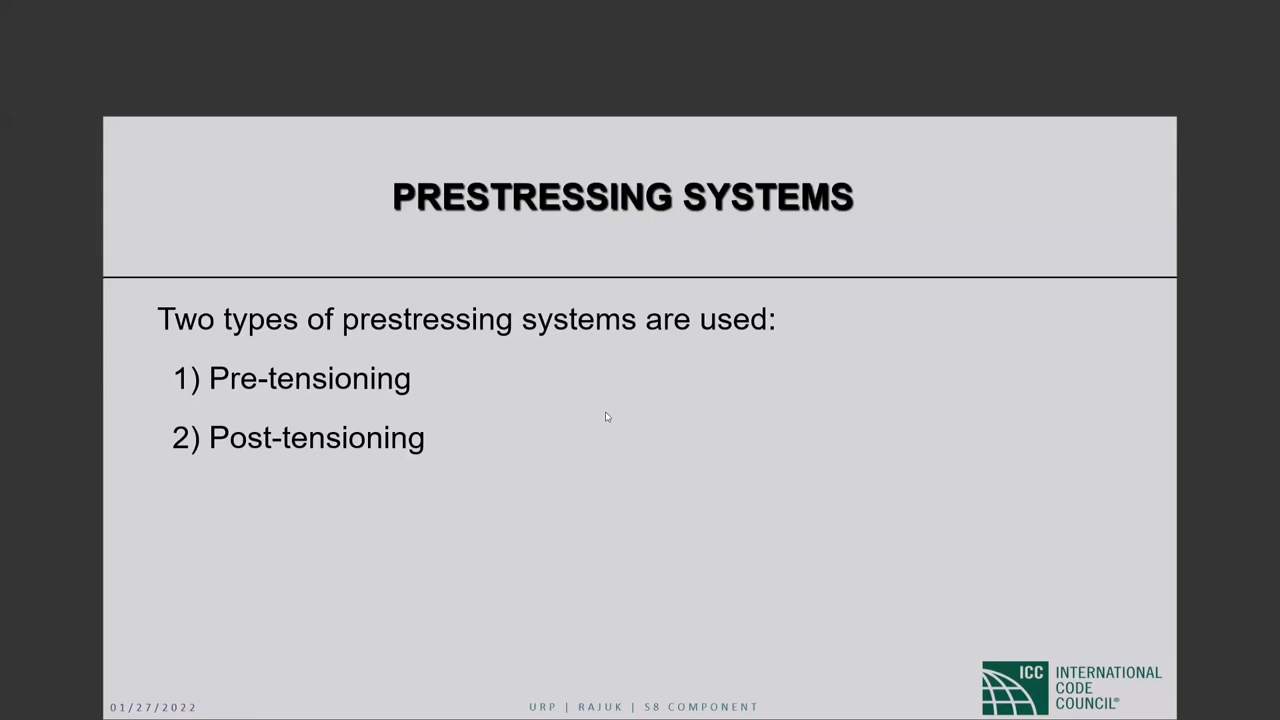 PRESTRESSING SYSTEMS
Two types of prestressing systems are used:
1) Pre-tensioning
2) Post-tensioning
ICC INTERNATIONAL
CODE
COUNCIL®
01/27/2022
URP | RAJUK | S8 COMPONENT